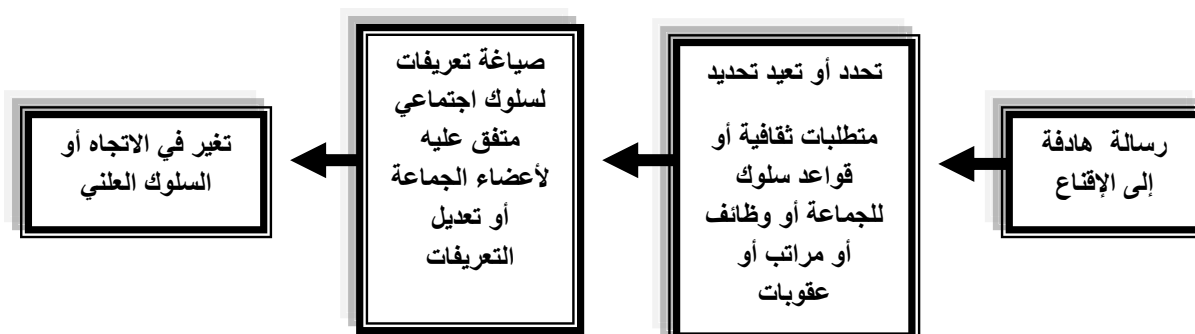 رسالة هادفة
إلى الإقناع
تحدد أو تعيد تحديد
متطلبات ثقافية أو
قواعد سلوك
للجماعة أو وظائف
أو مراتب أو
عقوبات
صياغة تعريفات
لسلوك اجتماعي
متفق عليه
لأعضاء الجماعة
أو تعديل
التعريفات
تغير في الاتجاه أو
السلوك العلني